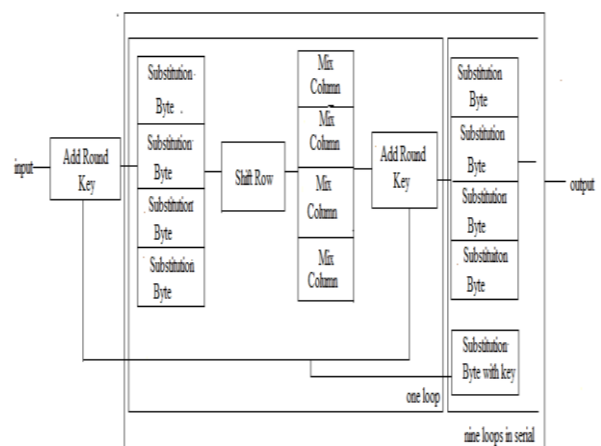 input
Add Round
Key
Substitution
Byte
Substitution
Byte
Substitution
Byte
Substitution
Byte
Shift Row
Mix
Column
Mix
Column
Mix
Column
Mix
Column
Add Round
Key
Substitution
Byte
Substitution
Byte
Substitution
Byte
Substituiton
Byte
Substitution
Byte with key
output
one loop
nine loops in serial